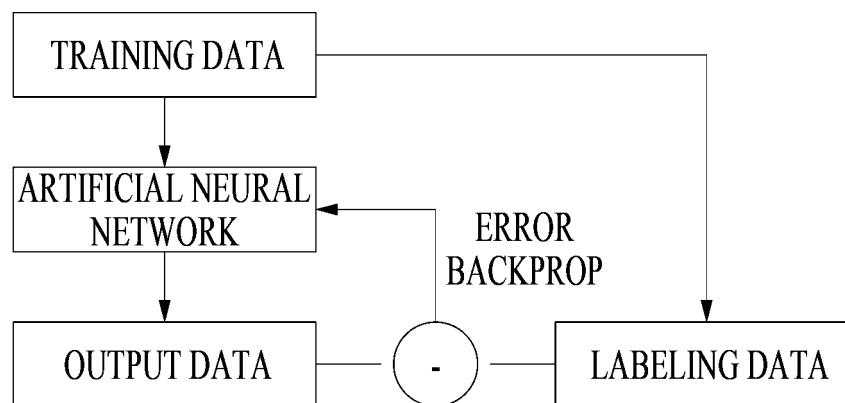 TRAINING DATA
ARTIFICIAL NEURAL
NETWORK
ERROR
BACKPROP
OUTPUT DATA
-
LABELING DATA